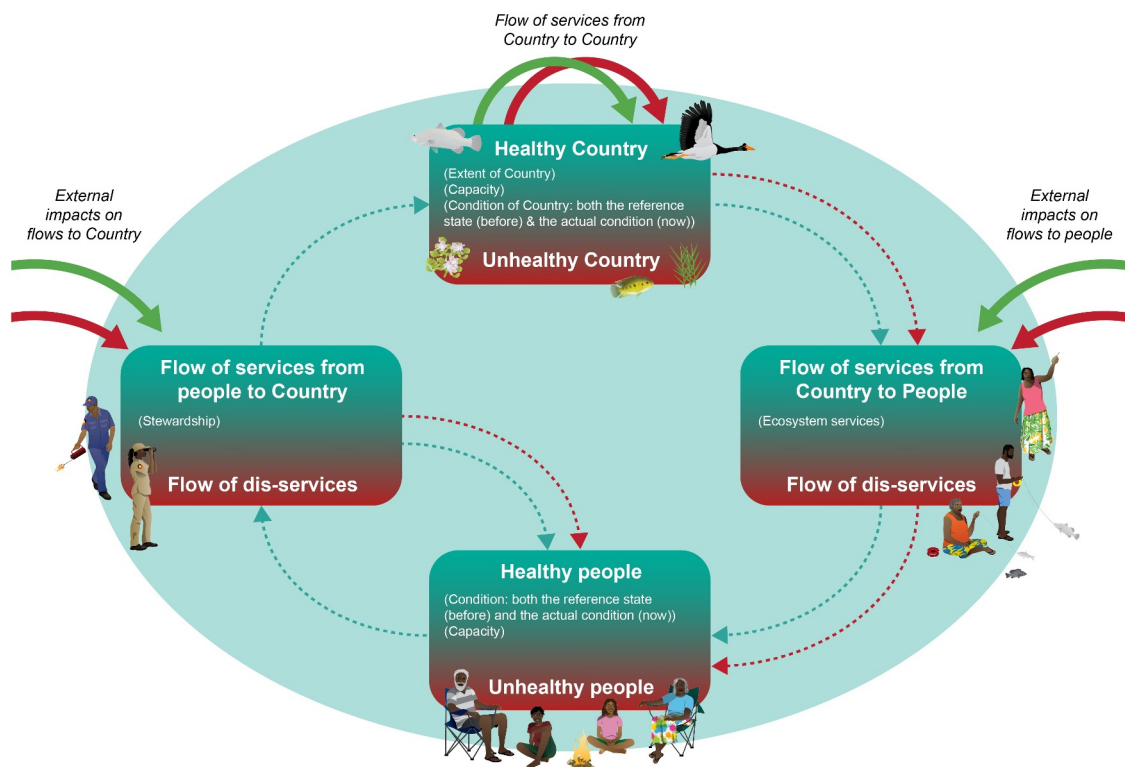 Flow of services from
Country to Country
Healthy Country
(Extent of Country)
(Capacity)
(Condition of Country: both the reference
state (before) & the actual condition (now))
Unhealthy Country
External
impacts on
flows to Country
External
impacts on
flows to people
Flow of services from
people to Country
(Stewardship)
Flow of dis-services
Flow of services from
Country to People
(Ecosystem services)
Flow of dis-services
Healthy people
(Condition: both the reference state
(before) and the actual condition (now))
(Capacity)
Unhealthy people